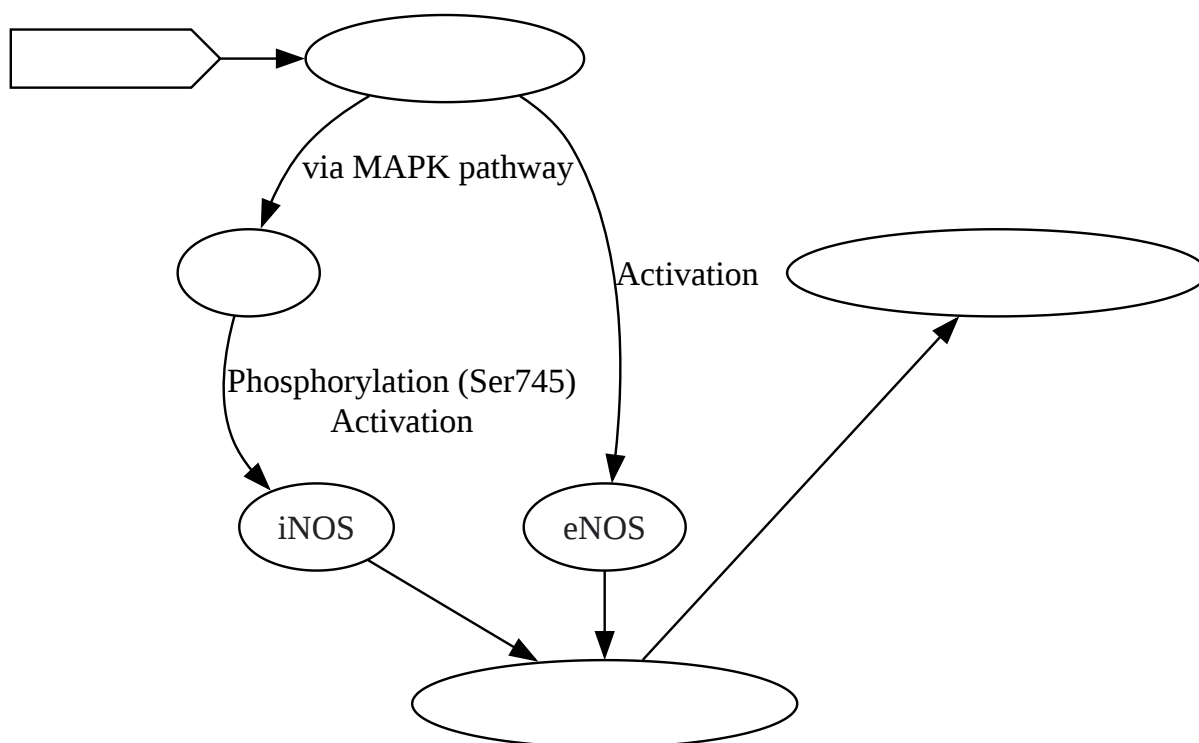 via MAPK pathway
Activation
Phosphorylation (Ser745)
Activation
iNOS
eNOS